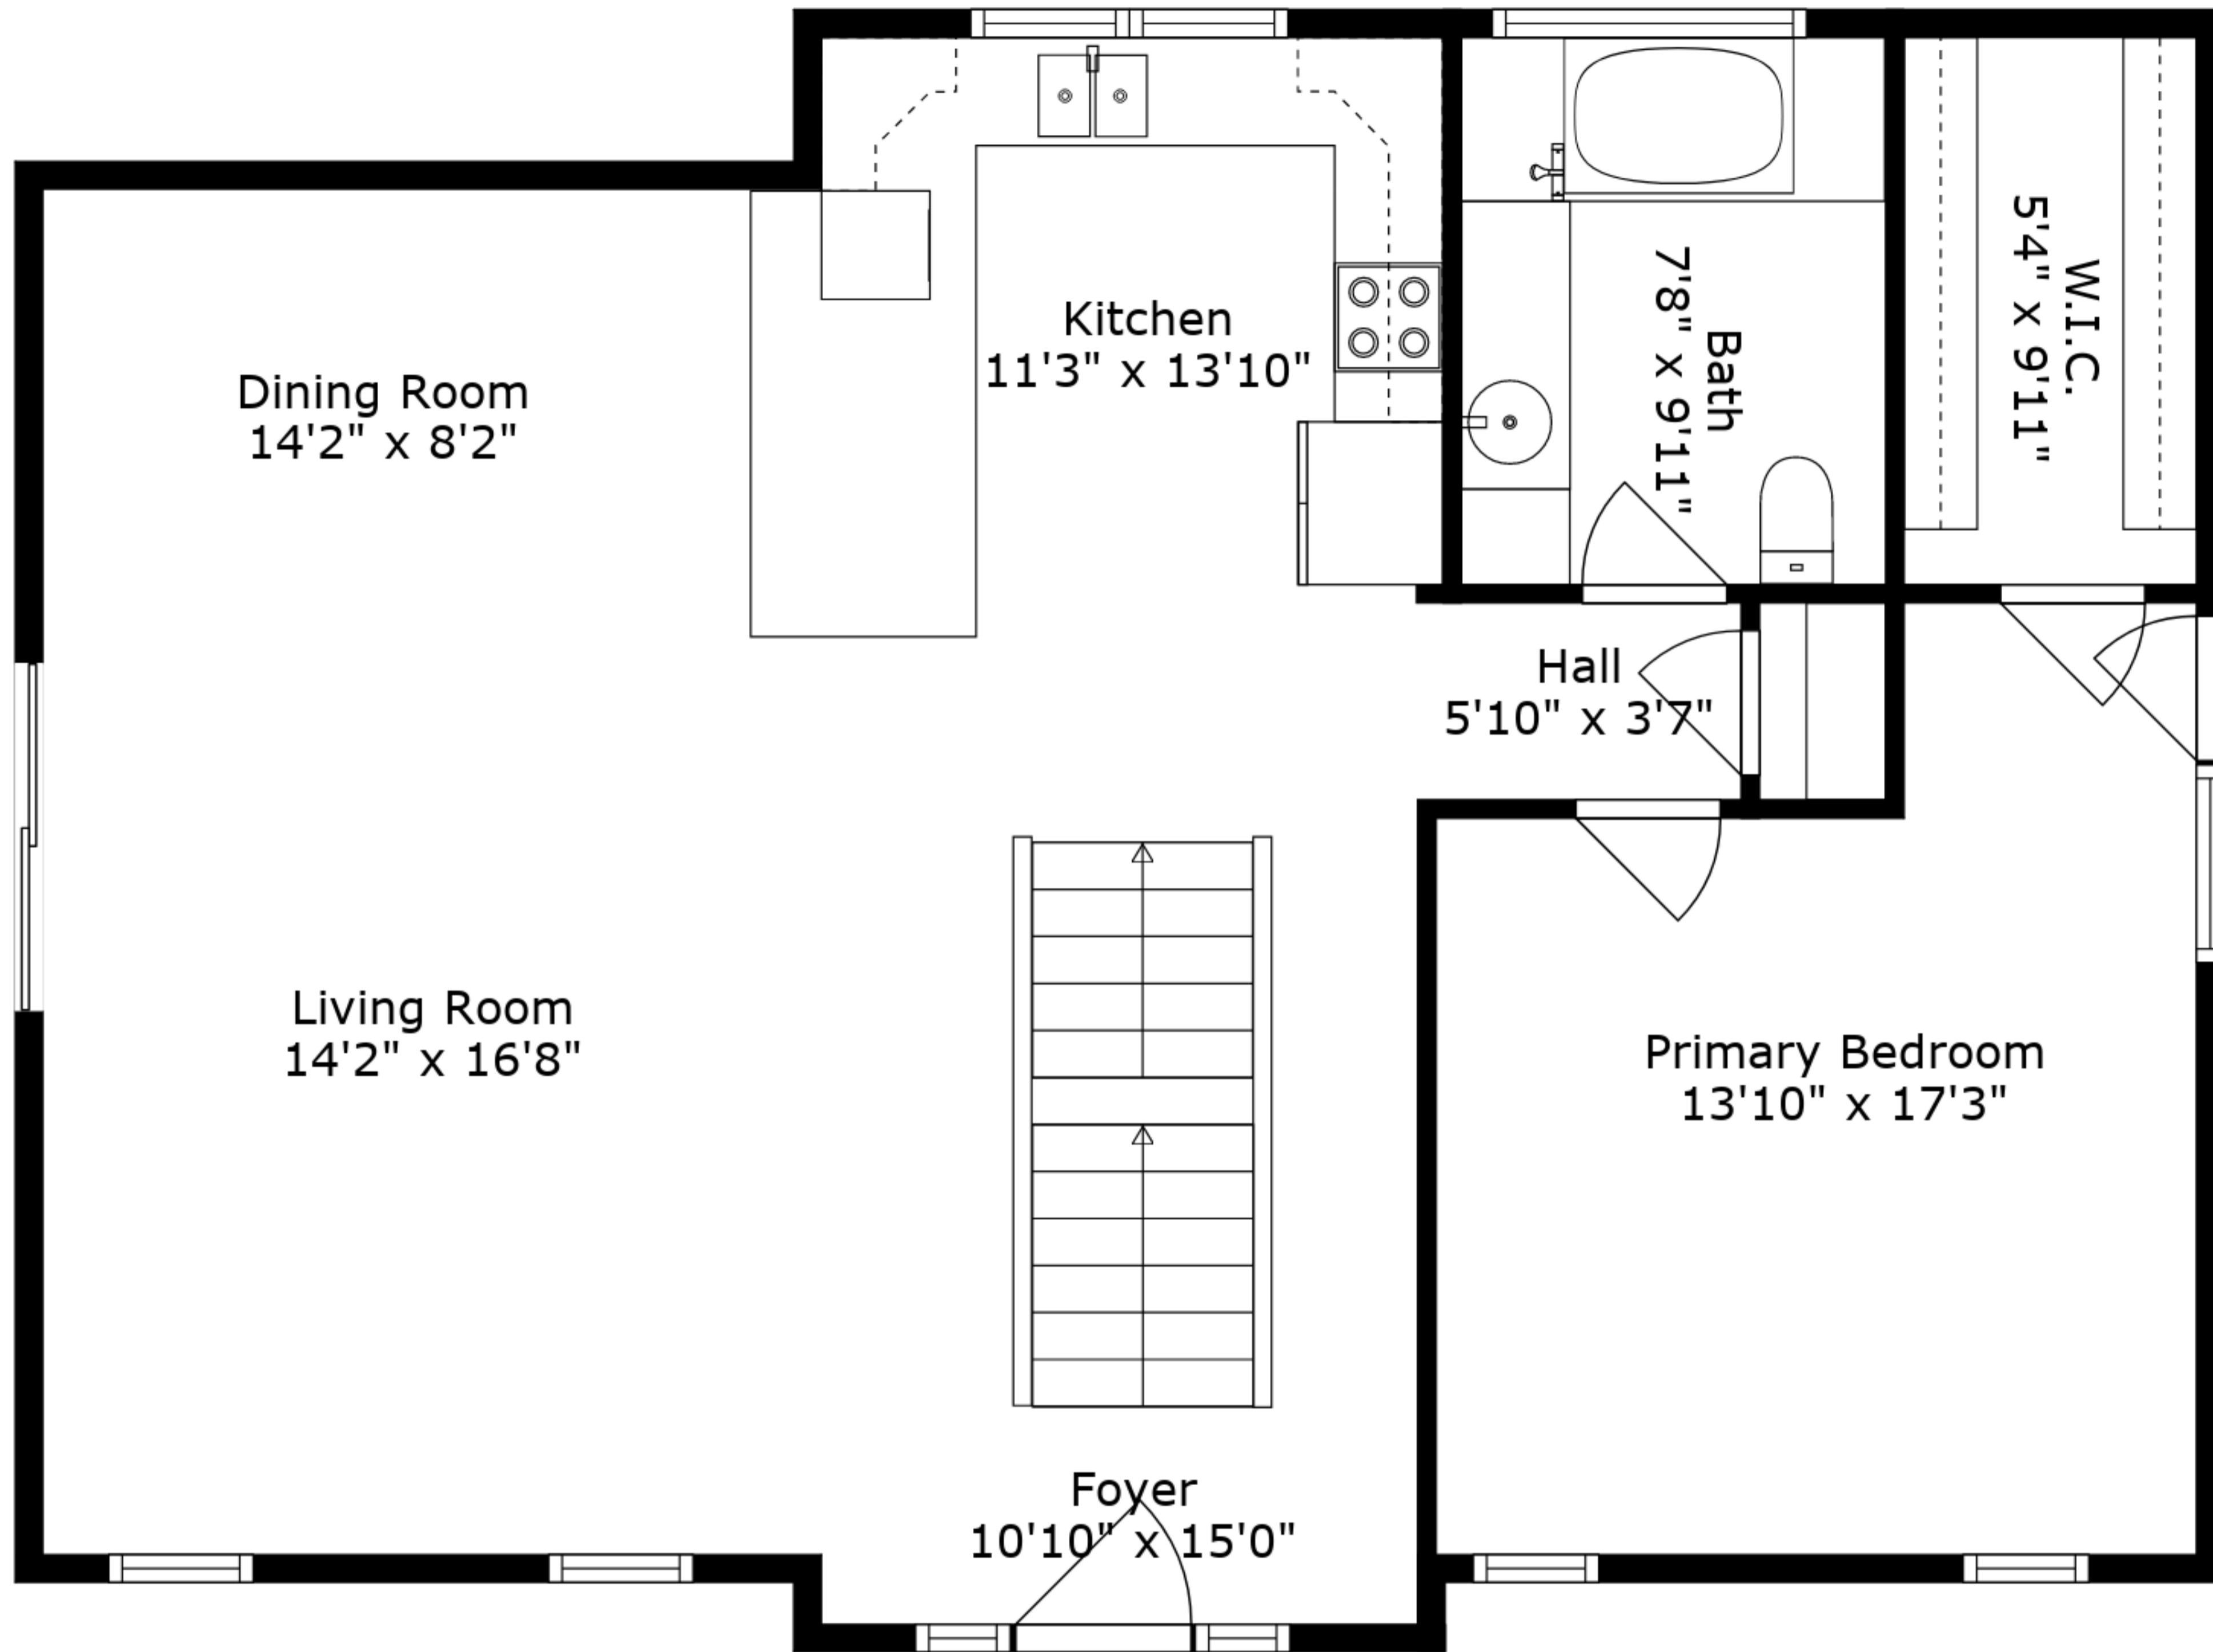 Kitchen
11'3" x 13'10"
Dining Room
14'2" x 8'2"
Bath
7'8" x 9'11"
W.I.C.
5'4" x 9'11"
Hall
5'10" x 3'7"
Living Room
14'2" x 16'8"
Primary Bedroom
13'10" x 17'3"
Foyer
10'10" x 15'0"